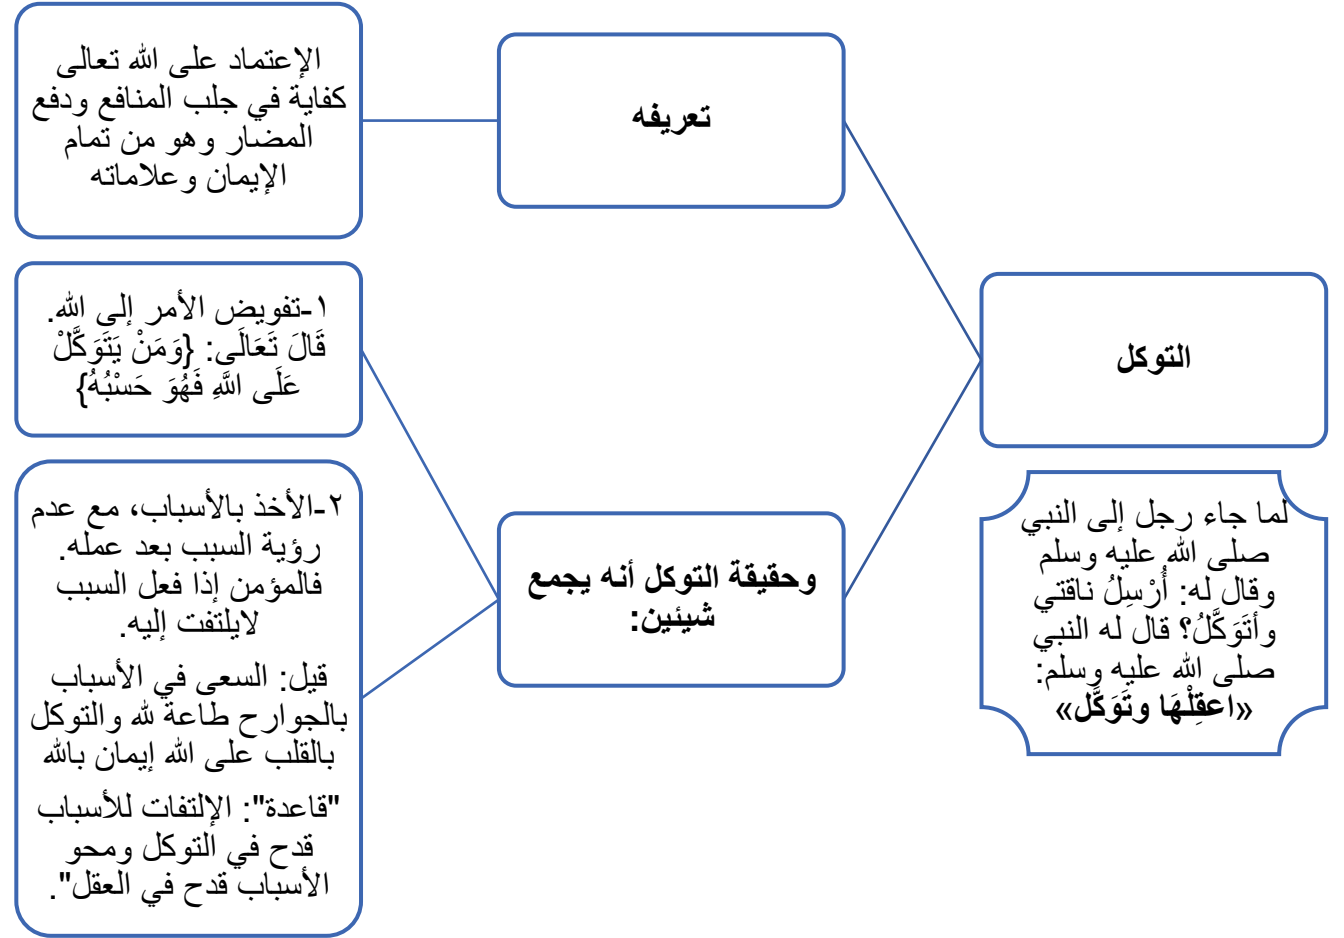 التوكل
لما جاء رجل إلى النبي
صلى الله عليه وسلم
وقال له: أُرْسِلُ ناقتي
وأتَوَكَّلُ؟ قال له النبي
صلى الله عليه وسلم:
«اعقِلْهَا وتَوَكَّل»
تعريفه
الإعتماد على الله تعالى
كفاية في جلب المنافع ودفع
المضار وهو من تمام
الإيمان وعلاماته
وحقيقة التوكل أنه يجمع
شيئين:
١-تفويض الأمر إلى الله.
قَالَ تَعَالَى: {وَمَنْ يَتَوَكَّلْ
عَلَى اللَّهِ فَهُوَ حَسْبُهُ}
٢-الأخذ بالأسباب، مع عدم
رؤية السبب بعد عمله.
فالمؤمن إذا فعل السبب
لايلتفت إليه.
قيل: السعى في الأسباب
بالجوارح طاعة لله والتوكل
بالقلب على الله إيمان بالله
"قاعدة": الإلتفات للأسباب
قدح في التوكل ومحو
الأسباب قدح في العقل".